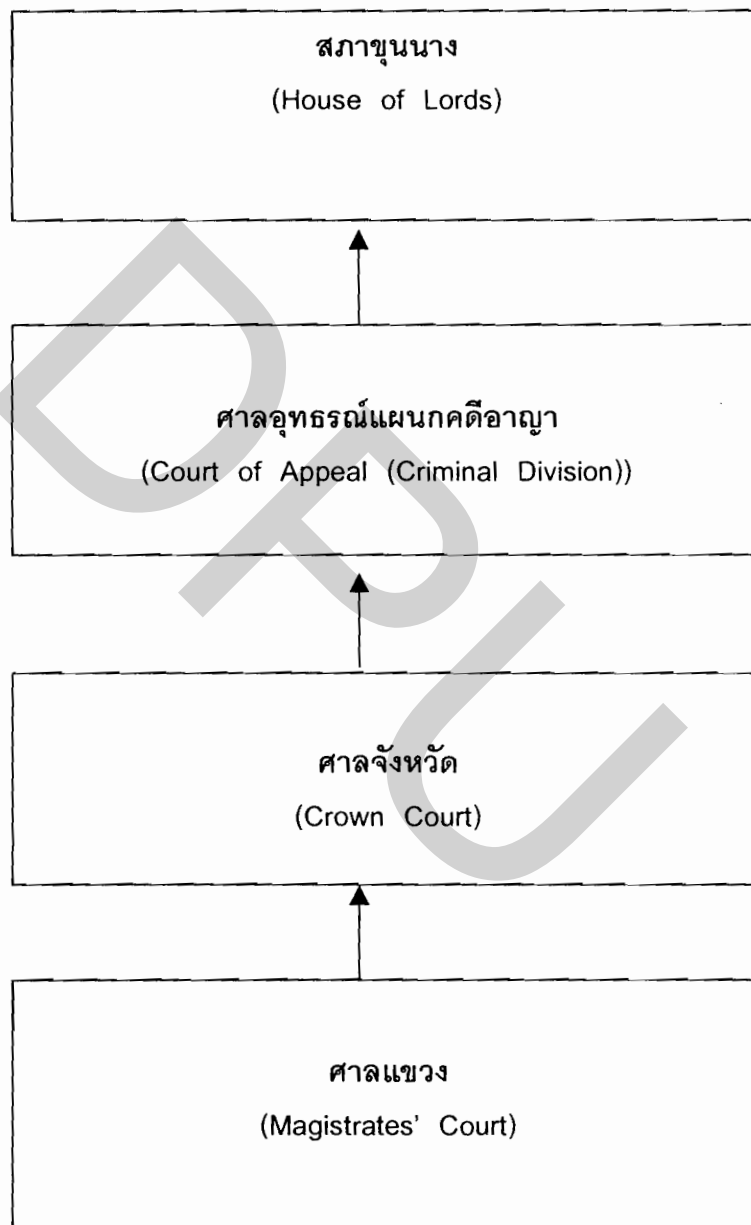 สภาขุนนาง
(House of Lords)
ศาลอุทธรณ์แผนกคดีอาญา
(Court of Appeal (Criminal Division))
ศาลจังหวัด
(Crown Court)
ศาลแขวง
(Magistrates' Court)
DPU